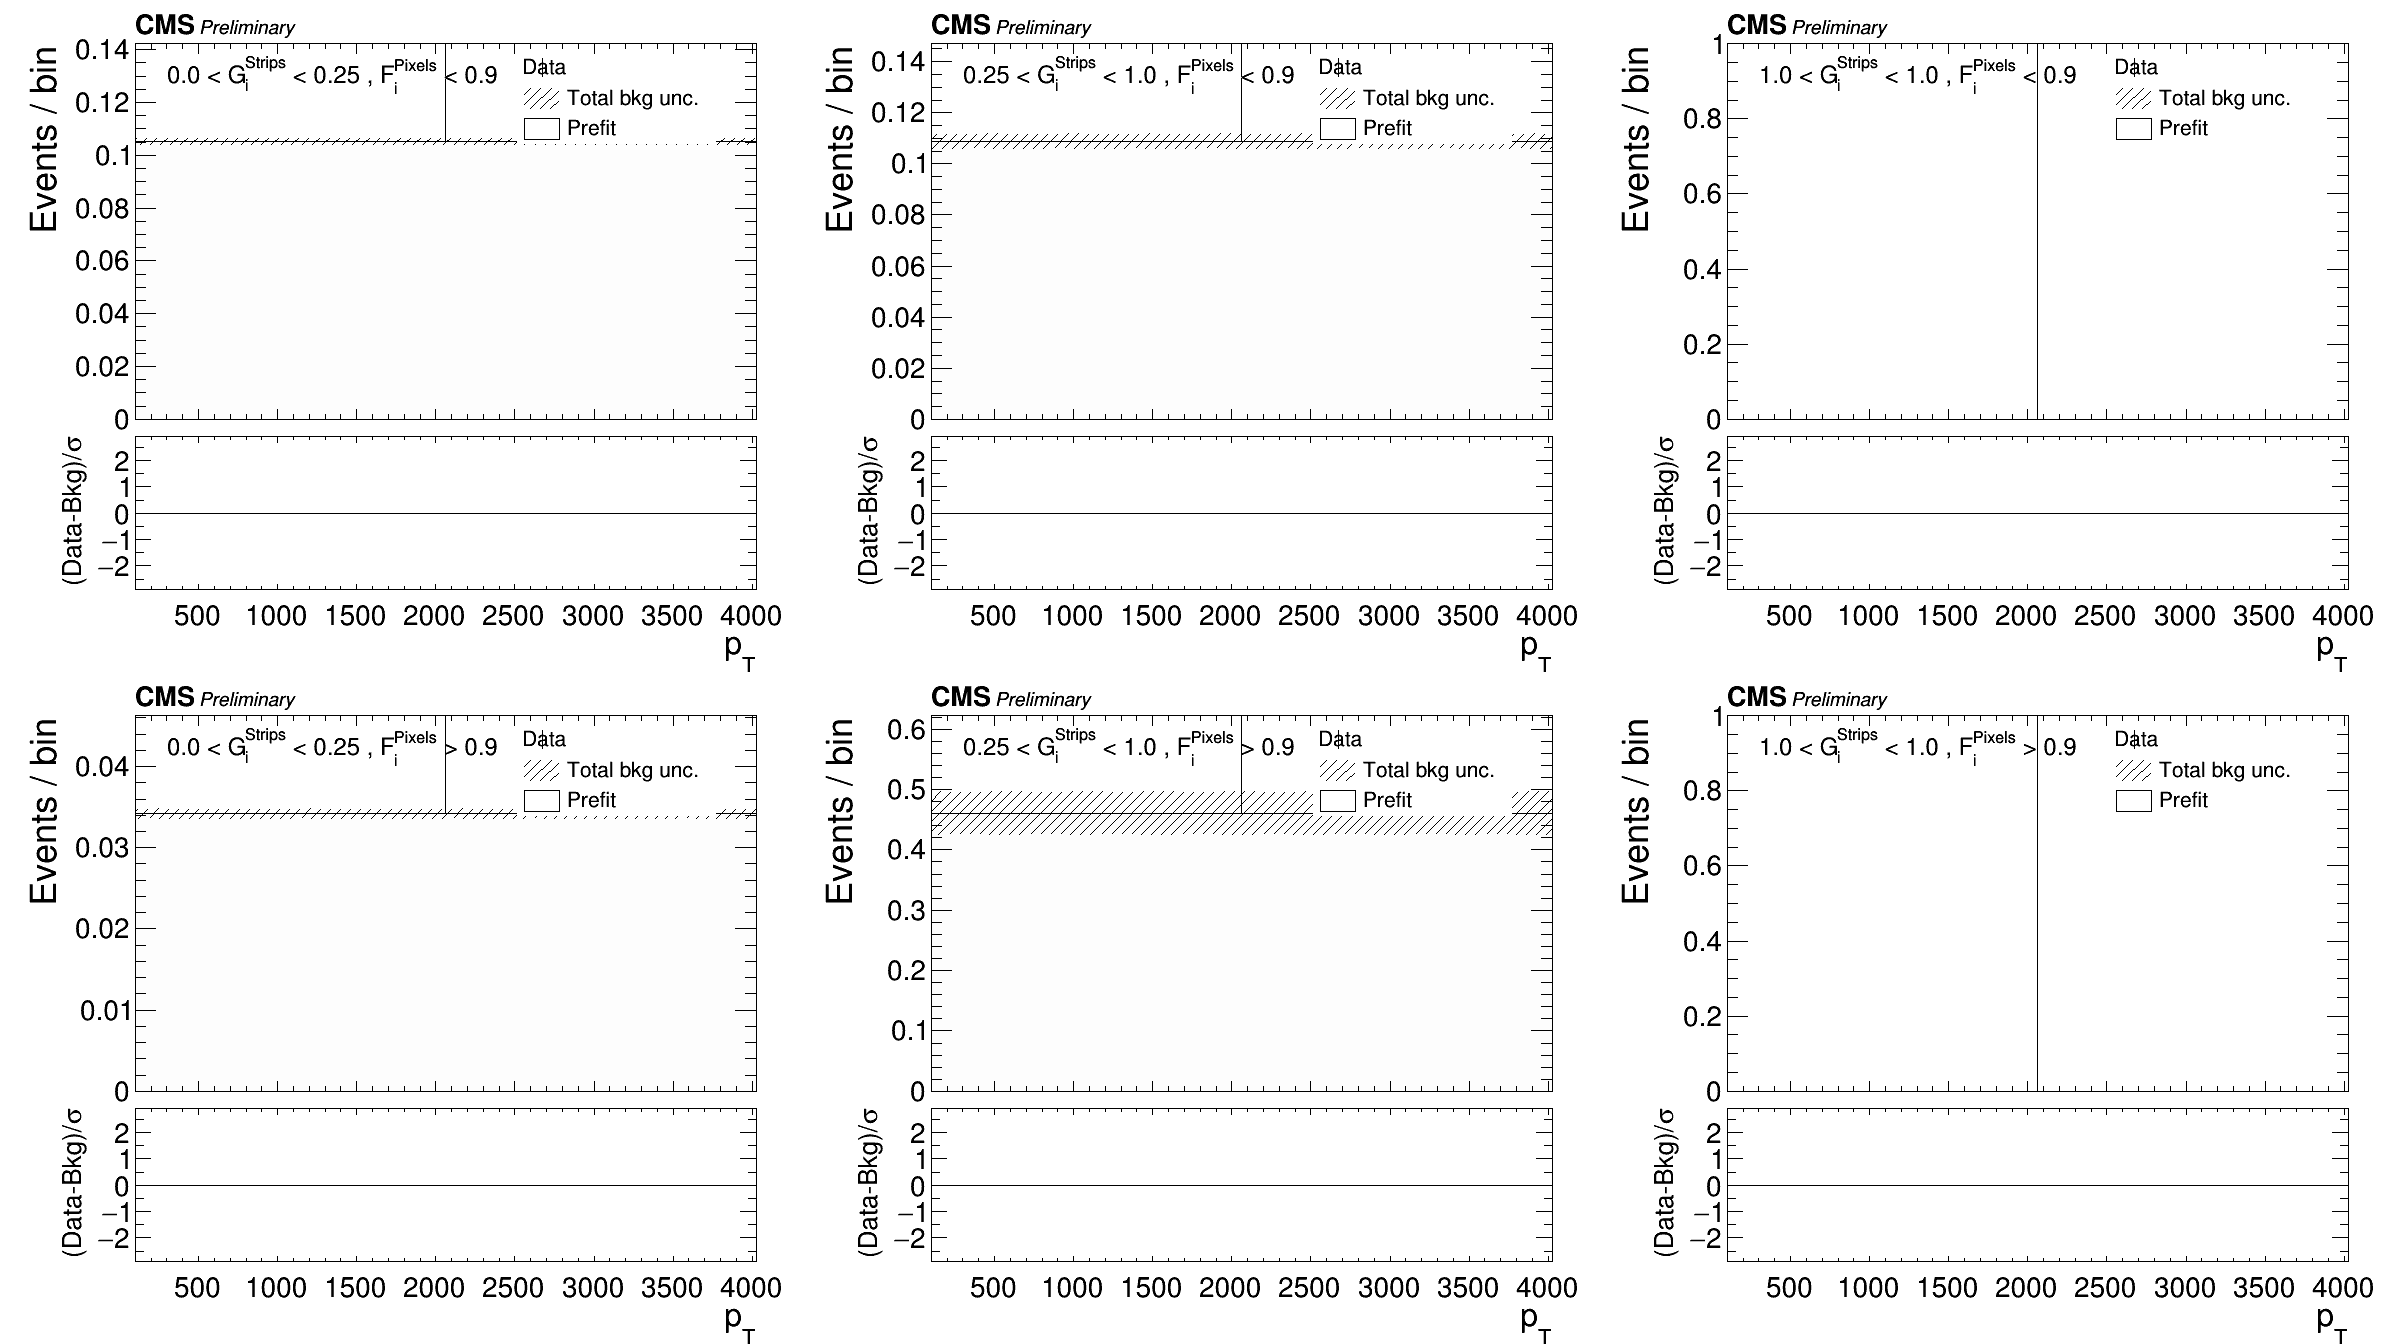 CMS Preliminary
Events / bin
0.14
0.12
0.1
0.08
0.06
0.04
0.02
0
0.0 < G_i^Strips < 0.25 , F_i^Pixels < 0.9
Data
Total bkg unc.
Prefit
(Data-Bkg)/σ
2
1
0
−1
−2
500 1000 1500 2000 2500 3000 3500 4000
p_T
CMS Preliminary
Events / bin
0.14
0.12
0.1
0.08
0.06
0.04
0.02
0
0.25 < G_i^Strips < 1.0 , F_i^Pixels < 0.9
Data
Total bkg unc.
Prefit
(Data-Bkg)/σ
2
1
0
−1
−2
500 1000 1500 2000 2500 3000 3500 4000
p_T
CMS Preliminary
Events / bin
1
0.8
0.6
0.4
0.2
0
1.0 < G_i^Strips < 1.0 , F_i^Pixels < 0.9
Data
Total bkg unc.
Prefit
(Data-Bkg)/σ
2
1
0
−1
−2
500 1000 1500 2000 2500 3000 3500 4000
p_T
CMS Preliminary
Events / bin
0.04
0.03
0.02
0.01
0
0.0 < G_i^Strips < 0.25 , F_i^Pixels > 0.9
Data
Total bkg unc.
Prefit
(Data-Bkg)/σ
2
1
0
−1
−2
500 1000 1500 2000 2500 3000 3500 4000
p_T
CMS Preliminary
Events / bin
0.6
0.5
0.4
0.3
0.2
0.1
0
0.25 < G_i^Strips < 1.0 , F_i^Pixels > 0.9
Data
Total bkg unc.
Prefit
(Data-Bkg)/σ
2
1
0
−1
−2
500 1000 1500 2000 2500 3000 3500 4000
p_T
CMS Preliminary
Events / bin
1
0.8
0.6
0.4
0.2
0
1.0 < G_i^Strips < 1.0 , F_i^Pixels > 0.9
Data
Total bkg unc.
Prefit
(Data-Bkg)/σ
2
1
0
−1
−2
500 1000 1500 2000 2500 3000 3500 4000
p_T